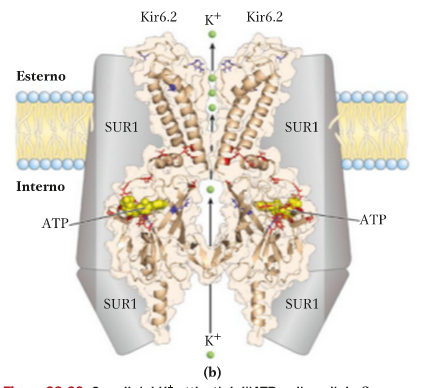 Kir6.2 K+ Kir6.2
Esterno
SUR1 SUR1
Interno
ATP ATP
SUR1 SUR1
K+
(b)